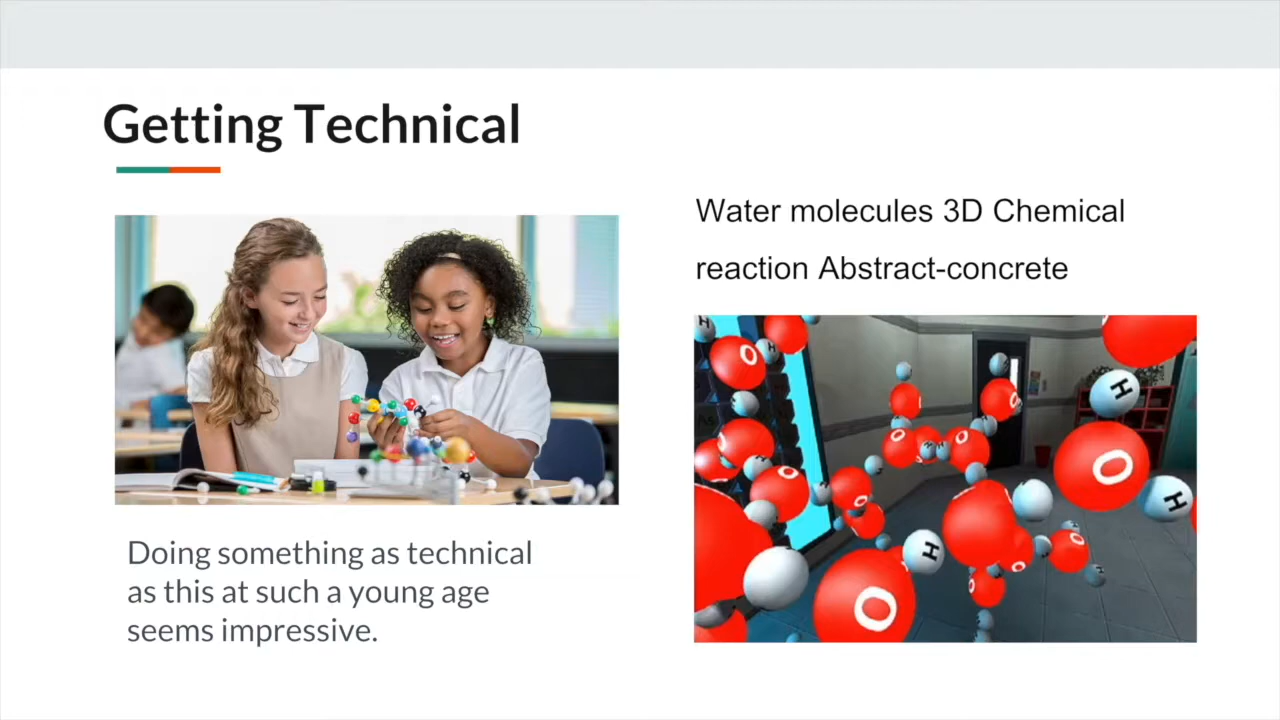 Getting Technical
Water molecules 3D Chemical
reaction Abstract-concrete
Doing something as technical
as this at such a young age
seems impressive.
O
H
O
H
O
O
O
O
H
O
H
O
O
O